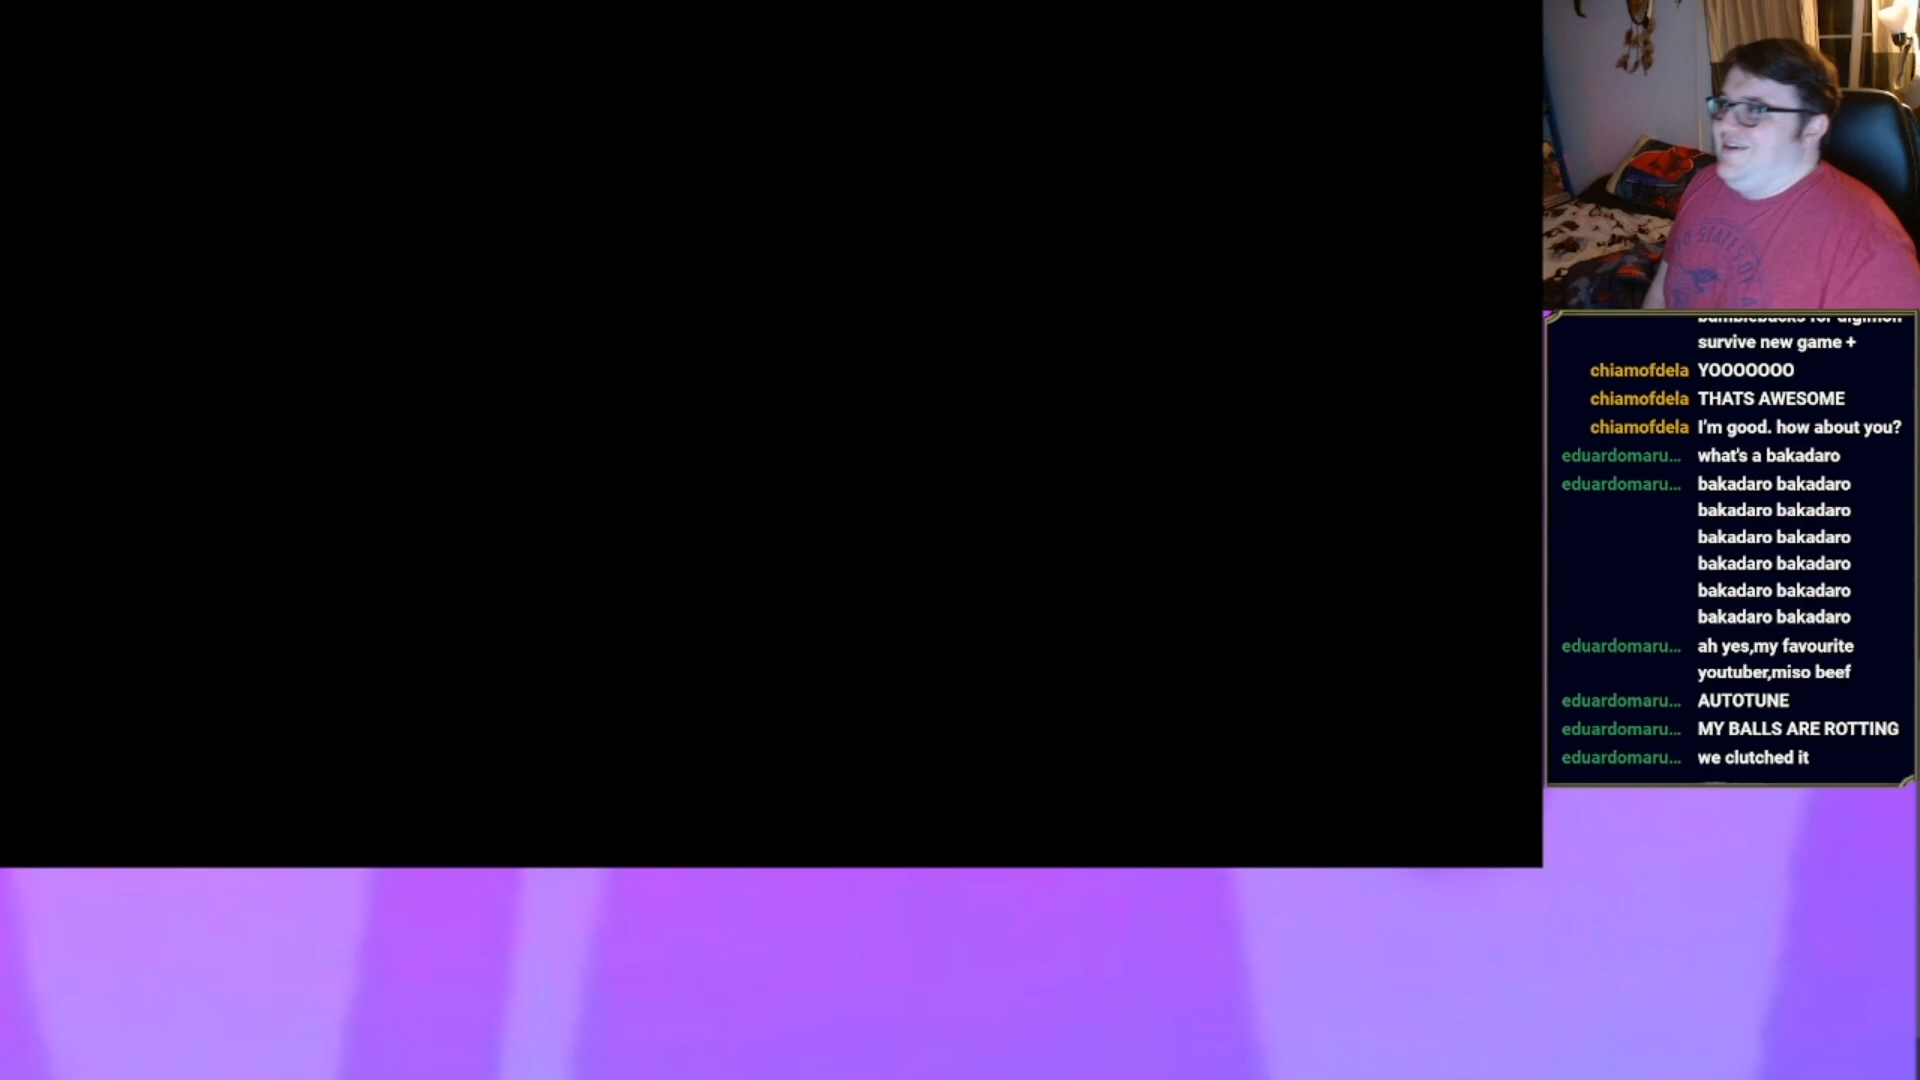 survive new game +
chiamofdela YOOOOOOO
chiamofdela THATS AWESOME
chiamofdela I'm good. how about you?
eduardomaru... what's a bakadaro
eduardomaru... bakadaro bakadaro
bakadaro bakadaro
bakadaro bakadaro
bakadaro bakadaro
bakadaro bakadaro
bakadaro bakadaro
eduardomaru... ah yes,my favourite
youtuber,miso beef
eduardomaru... AUTOTUNE
eduardomaru... MY BALLS ARE ROTTING
eduardomaru... we clutched it